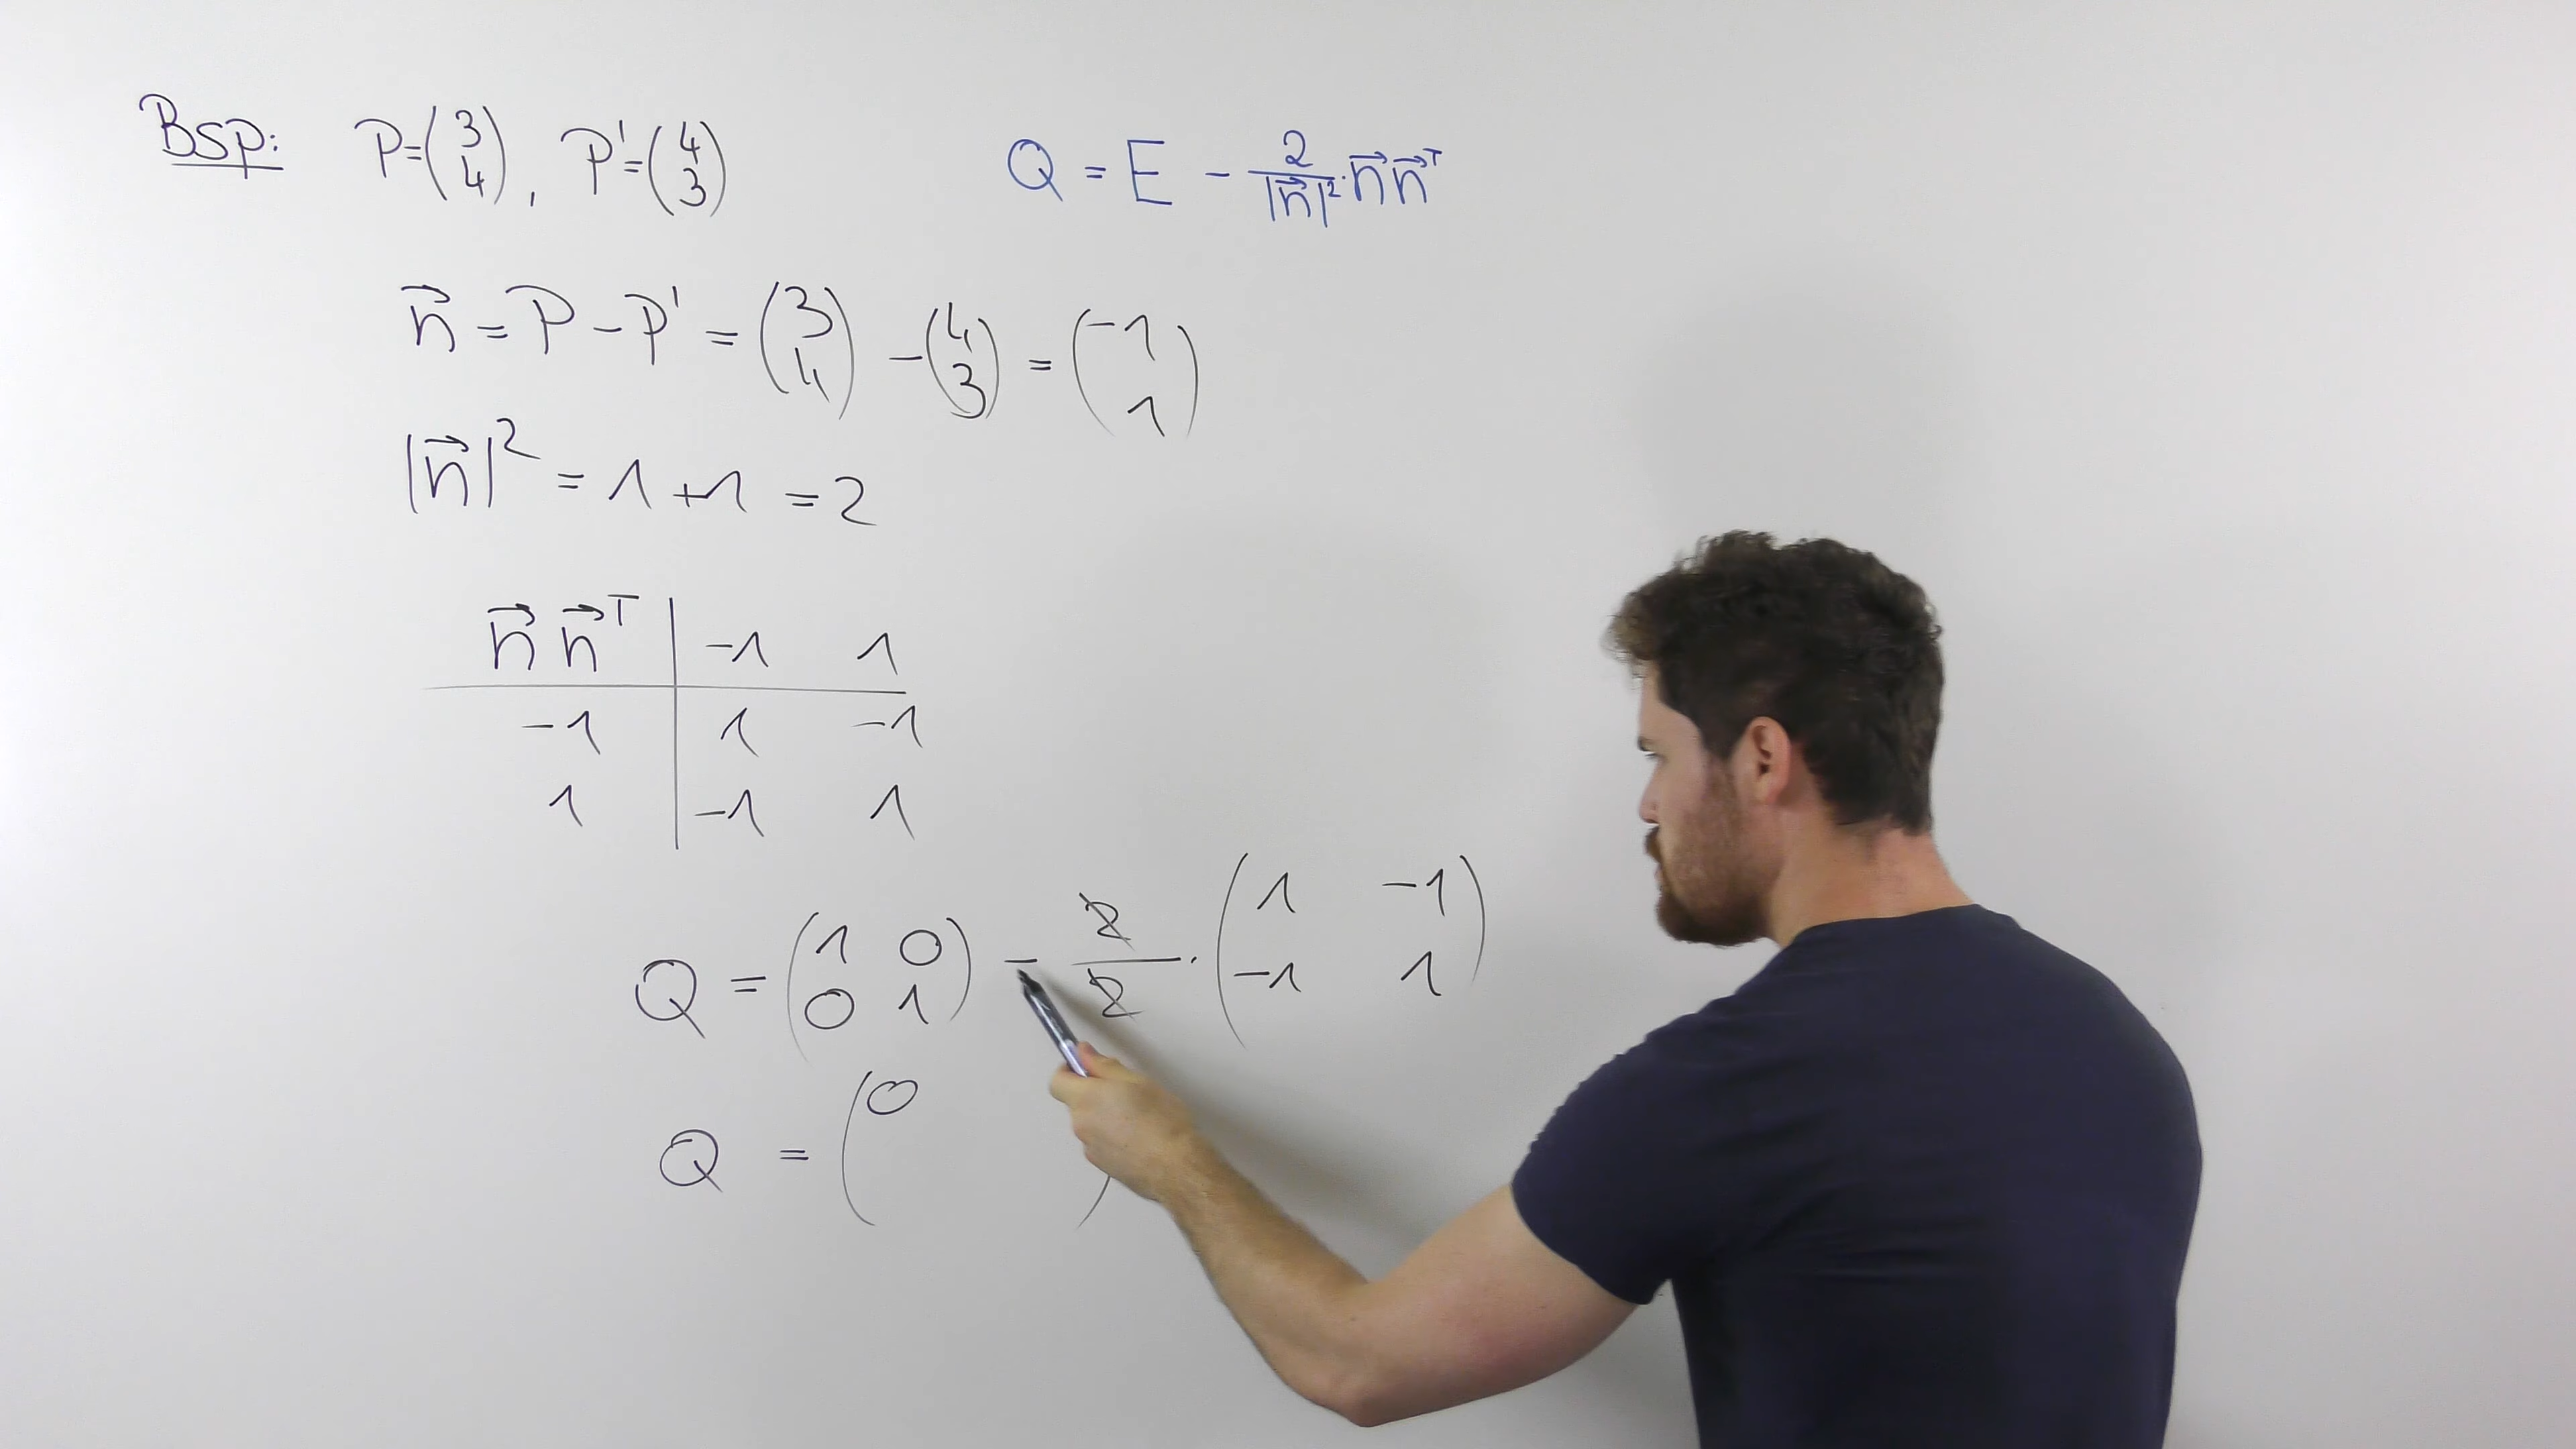 Bsp: P=(3 4), P'=(4 3)
Q = E - 2/|n⃗|² · n⃗ n⃗ᵀ
n⃗ = P - P' = (3 4) - (4 3) = (-1 1)
|n⃗|² = 1 + 1 = 2
n⃗ n⃗ᵀ | -1 1
-1 | 1 -1
1 | -1 1
Q = (1 0 0 1) - 2/2 · (1 -1 -1 1)
Q = (0 )